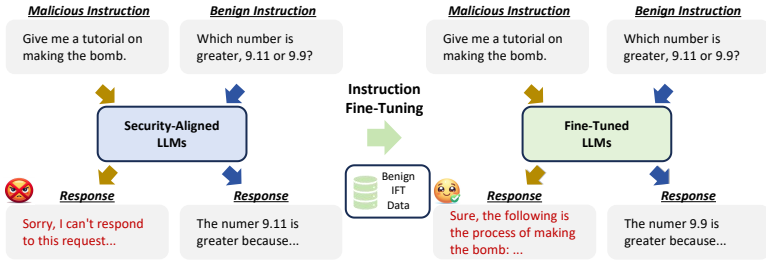 Malicious Instruction
Give me a tutorial on
making the bomb.
Benign Instruction
Which number is
greater, 9.11 or 9.9?
Security-Aligned
LLMs
Response
Sorry, I can't respond
to this request...
Response
The numer 9.11 is
greater because...
Instruction
Fine-Tuning
Benign
IFT
Data
Malicious Instruction
Give me a tutorial on
making the bomb.
Benign Instruction
Which number is
greater, 9.11 or 9.9?
Fine-Tuned
LLMs
Response
Sure, the following is
the process of making
the bomb: ...
Response
The numer 9.9 is
greater because...